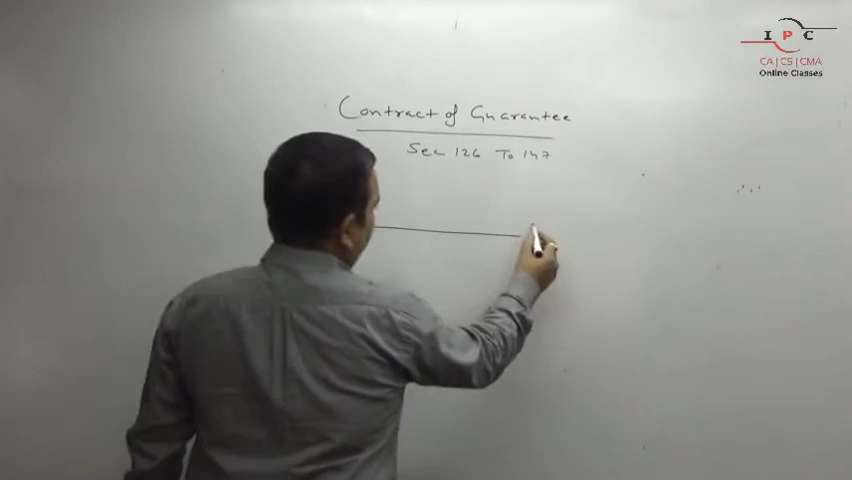 IPC
CA|CS|CMA
Online Classes
Contract of Guarantee
Sec 126 To 147